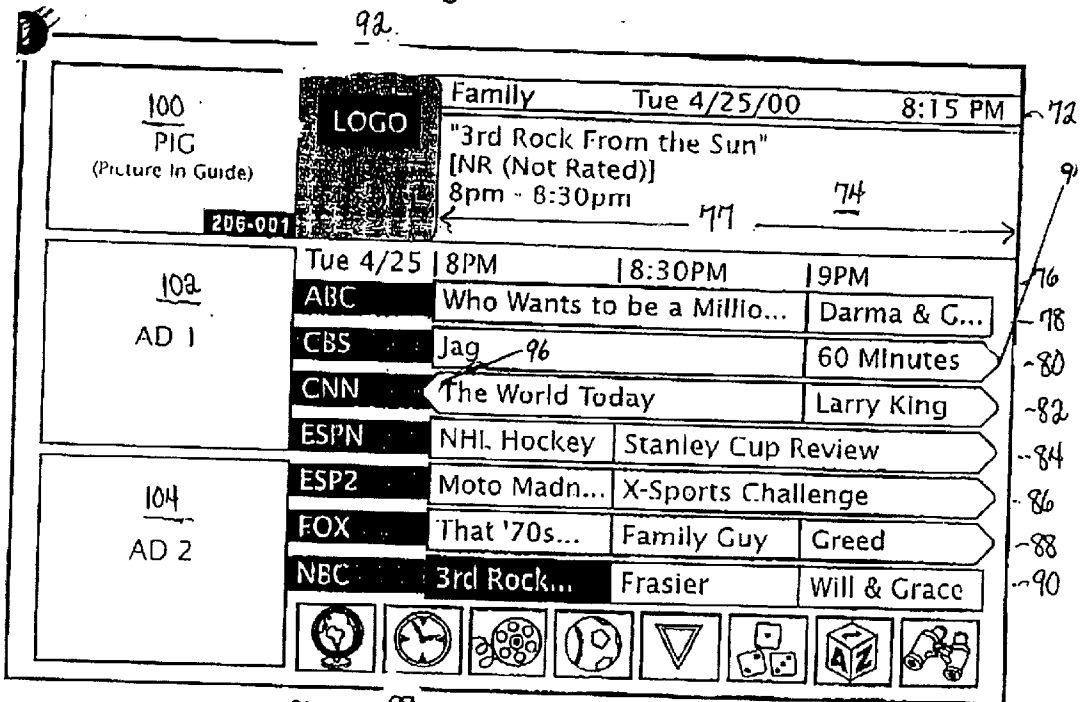 92.
100
PIG
(Picture In Guide)
206-001
LOGO
Family Tue 4/25/00 8:15 PM
72
"3rd Rock From the Sun"
[NR (Not Rated)]
8pm - 8:30pm
74
77
102
AD 1
Tue 4/25 8PM 8:30PM 9PM
76
ABC Who Wants to be a Millio... Darma & G...
78
CBS Jag 60 Minutes
96
80
CNN The World Today Larry King
82
ESPN NHL Hockey Stanley Cup Review
84
104
AD 2
ESP2 Moto Madn... X-Sports Challenge
86
FOX That '70s... Family Guy Greed
88
NBC 3rd Rock... Frasier Will & Grace
90
A Z